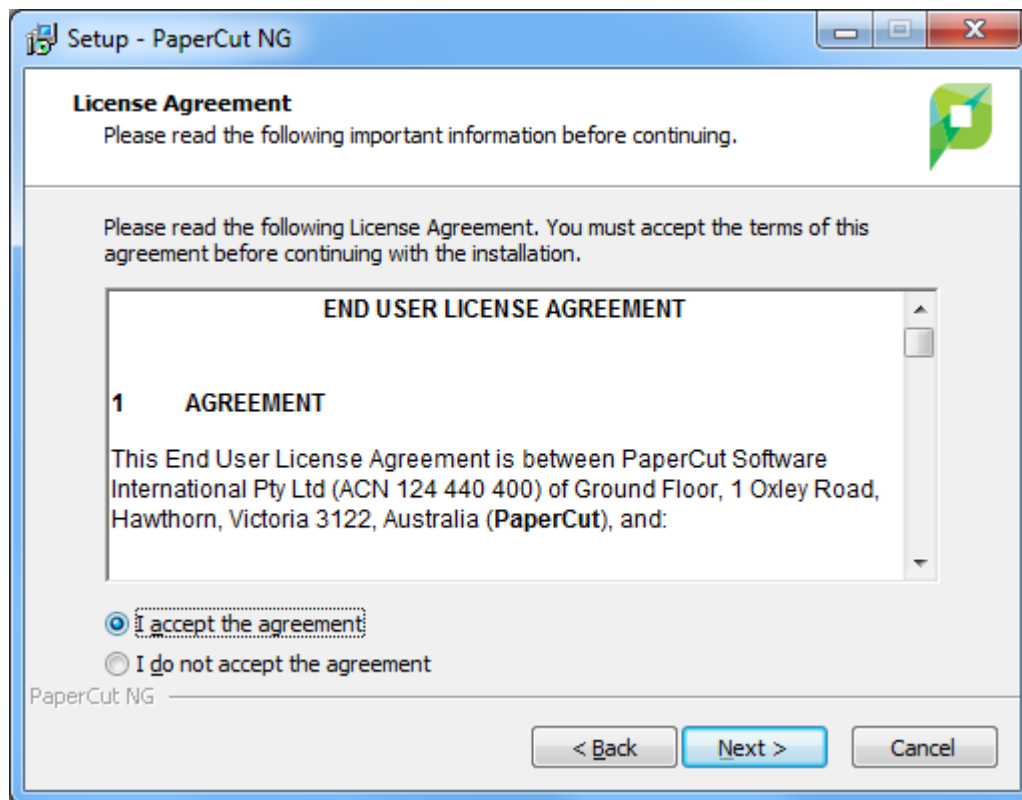 Setup - PaperCut NG
License Agreement
Please read the following important information before continuing.
Please read the following License Agreement. You must accept the terms of this
agreement before continuing with the installation.
END USER LICENSE AGREEMENT
1 AGREEMENT
This End User License Agreement is between PaperCut Software
International Pty Ltd (ACN 124 440 400) of Ground Floor, 1 Oxley Road,
Hawthorn, Victoria 3122, Australia (PaperCut), and:
I accept the agreement
I do not accept the agreement
PaperCut NG
< Back Next > Cancel